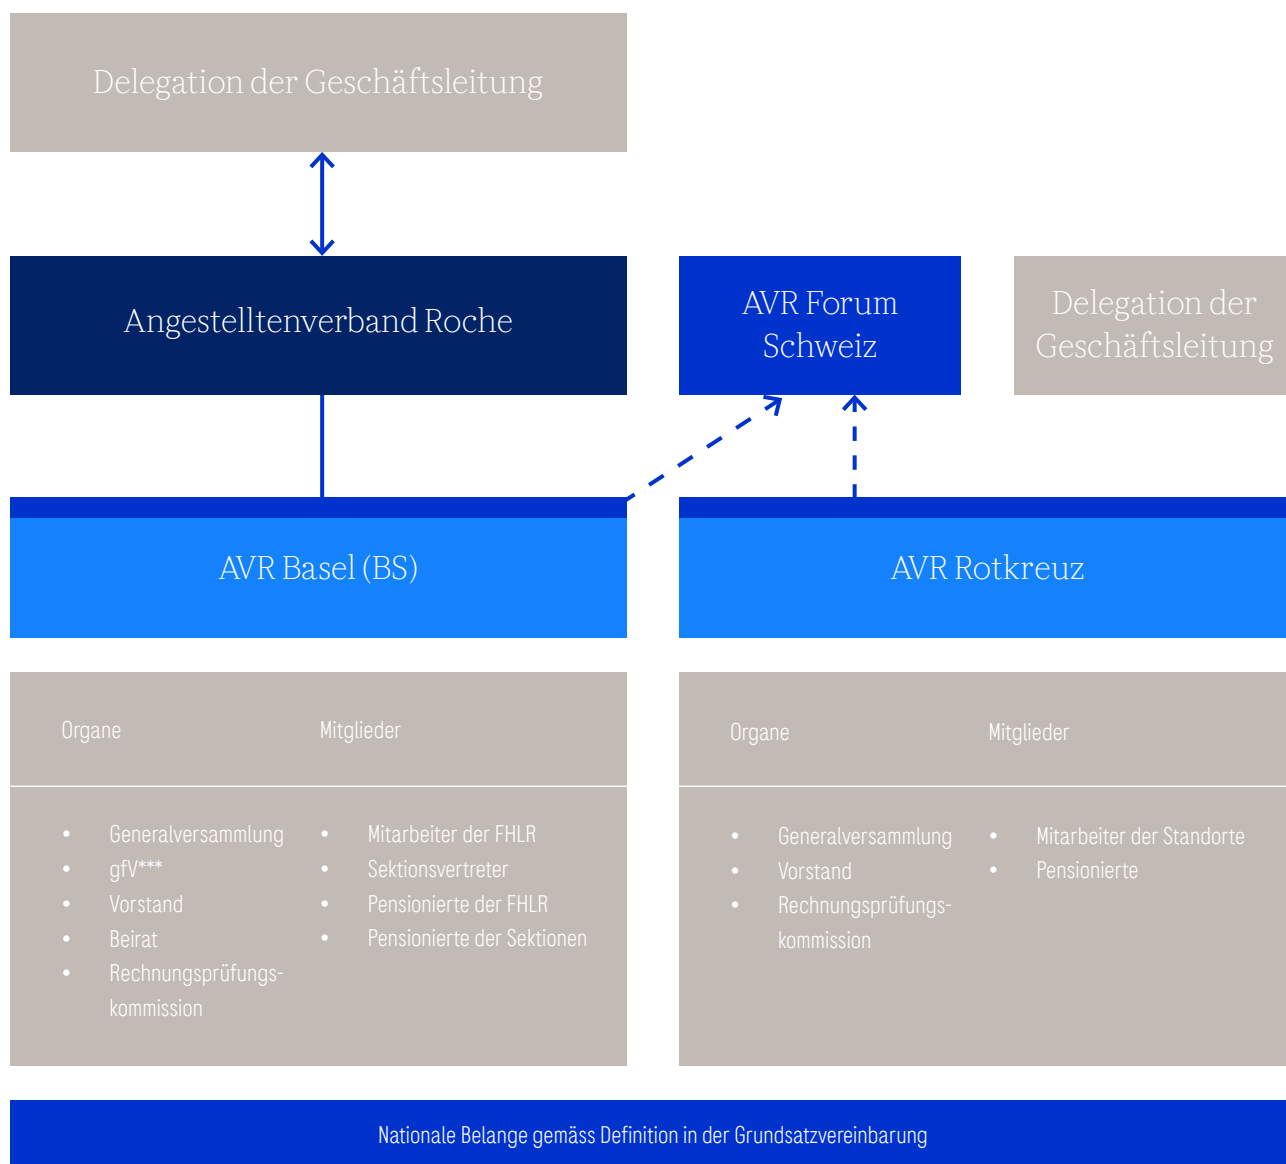 Delegation der Geschäftsleitung
Angestelltenverband Roche
AVR Forum
Schweiz
Delegation der
Geschäftsleitung
AVR Basel (BS)
AVR Rotkreuz
Organe
Mitglieder
• Generalversammlung
• gfV***
• Vorstand
• Beirat
• Rechnungsprüfungs-
kommission
• Mitarbeiter der FHLR
• Sektionsvertreter
• Pensionierte der FHLR
• Pensionierte der Sektionen
Organe
Mitglieder
• Generalversammlung
• Vorstand
• Rechnungsprüfungs-
kommission
• Mitarbeiter der Standorte
• Pensionierte
Nationale Belange gemäss Definition in der Grundsatzvereinbarung